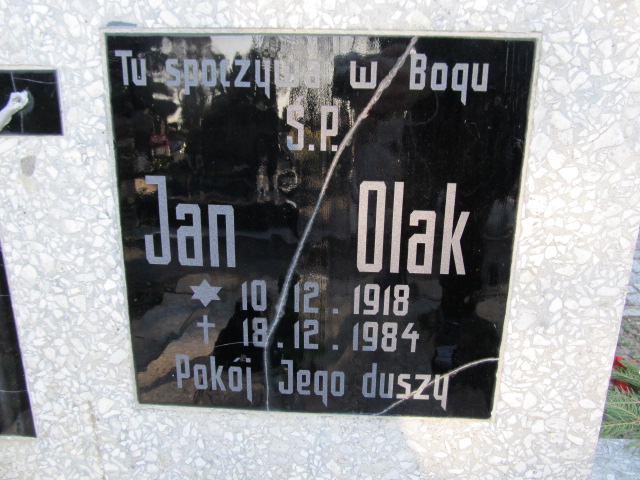 Tu spoczywa w Bogu
Ś.P.
Jan Olak
10.12.1918
18.12.1984
Pokój Jego duszy